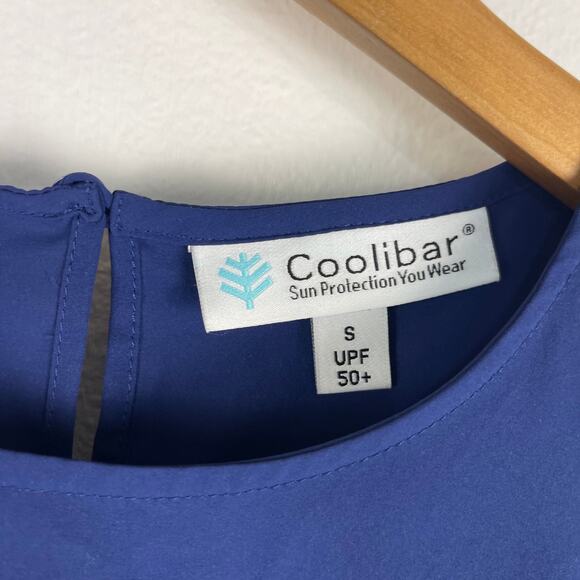 Coolibar®
Sun Protection You Wear
S
UPF
50+